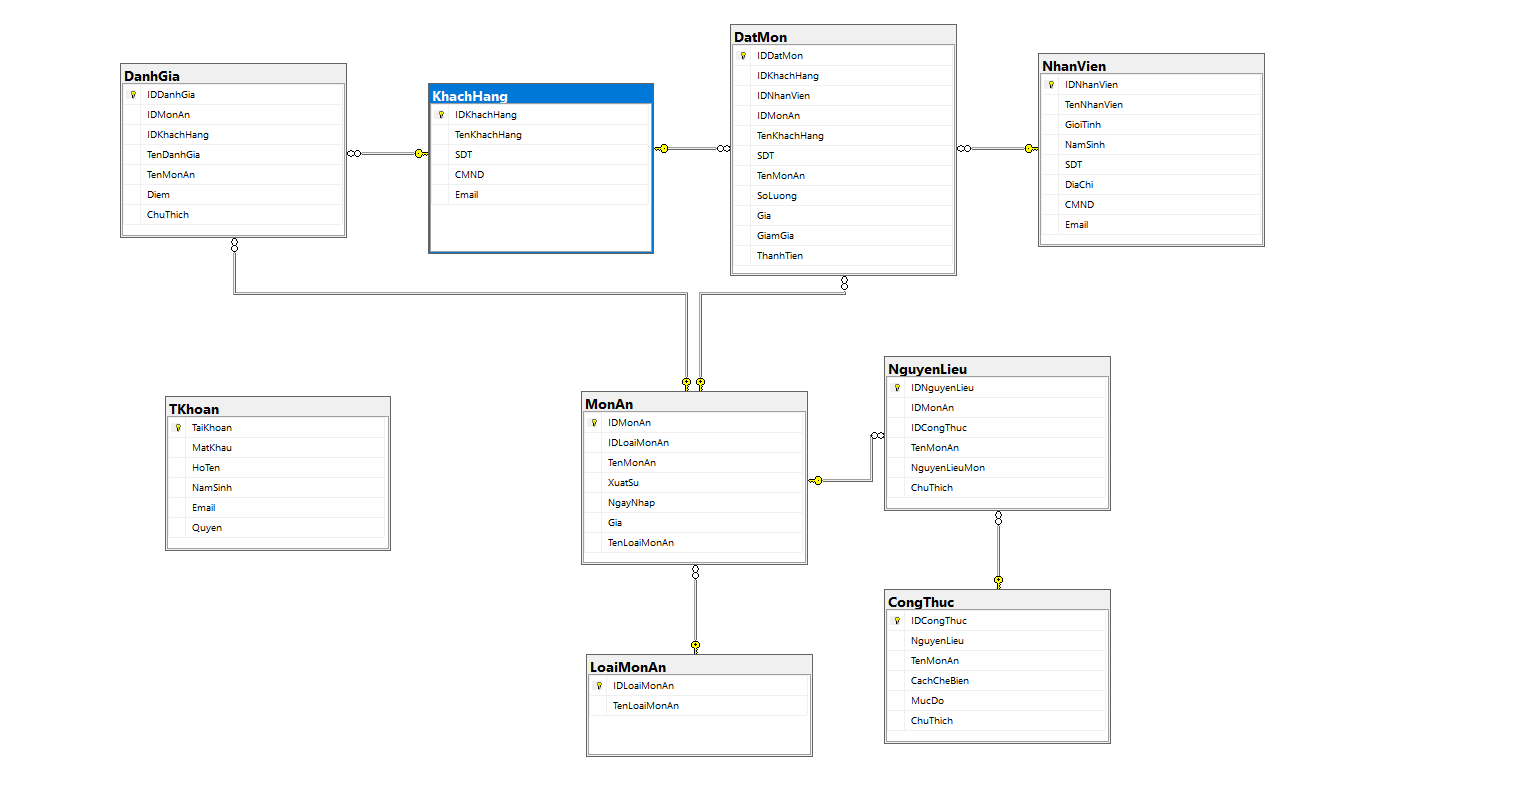 DanhGia
IDDanhGia
IDMonAn
IDKhachHang
TenDanhGia
TenMonAn
Diem
ChuThich
KhachHang
IDKhachHang
TenKhachHang
SDT
CMND
Email
DatMon
IDDatMon
IDKhachHang
IDNhanVien
IDMonAn
TenKhachHang
SDT
TenMonAn
SoLuong
Gia
GiamGia
ThanhTien
NhanVien
IDNhanVien
TenNhanVien
GioiTinh
NamSinh
SDT
DiaChi
CMND
Email
TKhoan
TaiKhoan
MatKhau
HoTen
NamSinh
Email
Quyen
MonAn
IDMonAn
IDLoaiMonAn
TenMonAn
XuatSu
NgayNhap
Gia
TenLoaiMonAn
NguyenLieu
IDNguyenLieu
IDMonAn
IDCongThuc
TenMonAn
NguyenLieuMon
ChuThich
LoaiMonAn
IDLoaiMonAn
TenLoaiMonAn
CongThuc
IDCongThuc
NguyenLieu
TenMonAn
CachCheBien
MucDo
ChuThich